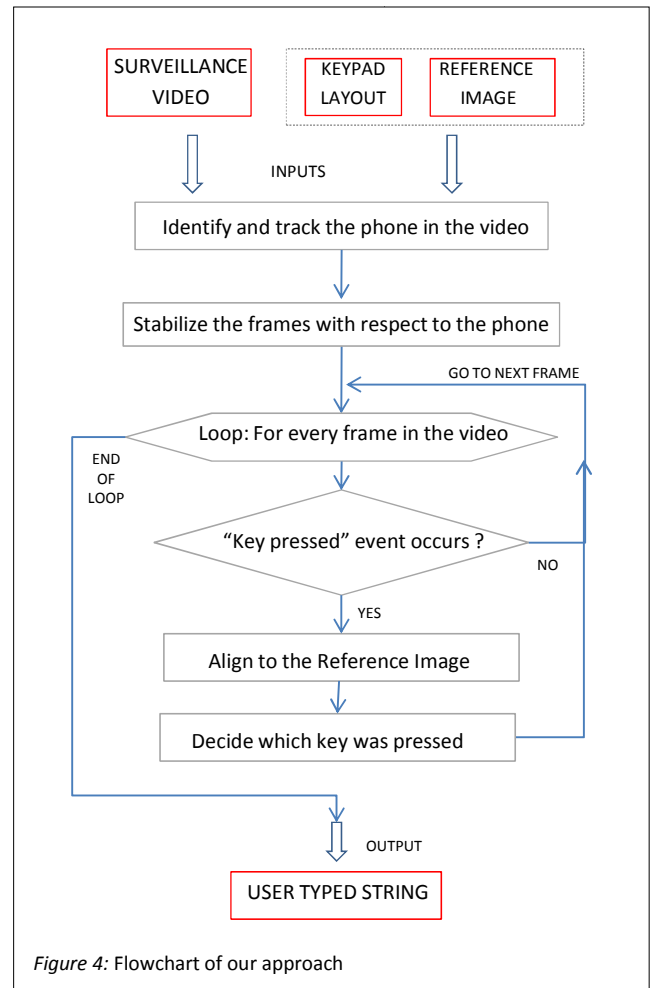 SURVEILLANCE
VIDEO
KEYPAD
LAYOUT
REFERENCE
IMAGE
INPUTS
Identify and track the phone in the video
Stabilize the frames with respect to the phone
GO TO NEXT FRAME
Loop: For every frame in the video
END
OF
LOOP
“Key pressed” event occurs ?
NO
YES
Align to the Reference Image
Decide which key was pressed
OUTPUT
USER TYPED STRING
Figure 4: Flowchart of our approach